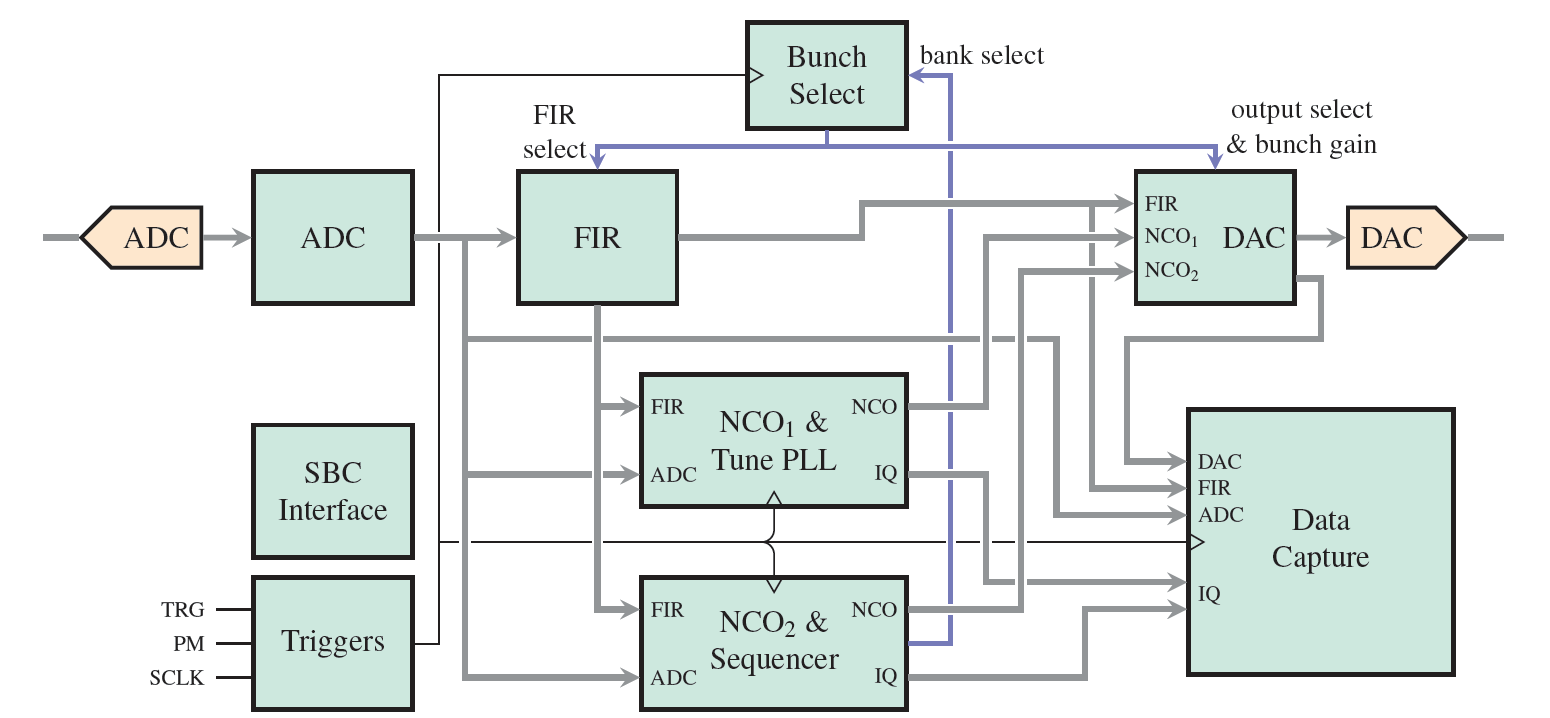 Bunch
Select
bank select
FIR
select
output select
& bunch gain
ADC
ADC
FIR
FIR
NCO₁
NCO₂
DAC
DAC
FIR
ADC
NCO₁ &
Tune PLL
NCO
IQ
SBC
Interface
DAC
FIR
ADC
IQ
Data
Capture
TRG
PM
SCLK
Triggers
FIR
ADC
NCO₂ &
Sequencer
NCO
IQ